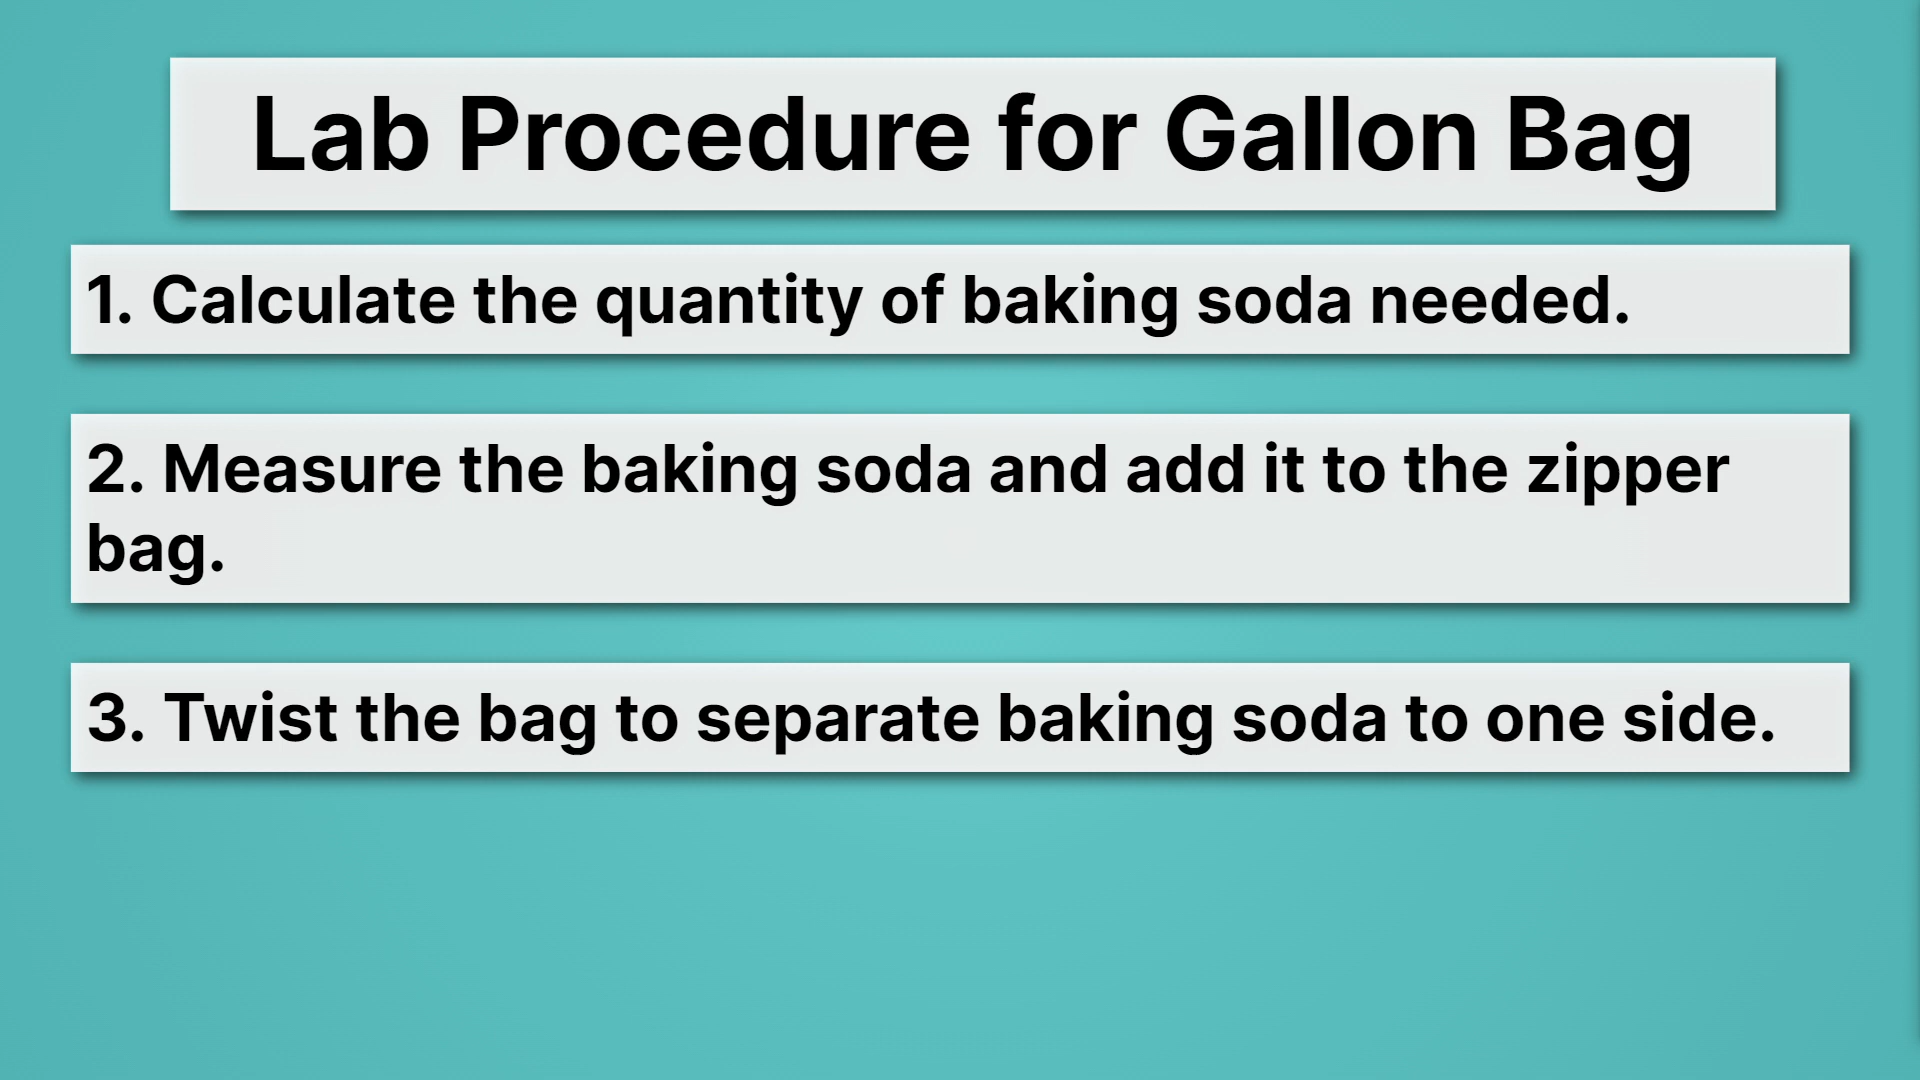 Lab Procedure for Gallon Bag
1. Calculate the quantity of baking soda needed.
2. Measure the baking soda and add it to the zipper
bag.
3. Twist the bag to separate baking soda to one side.